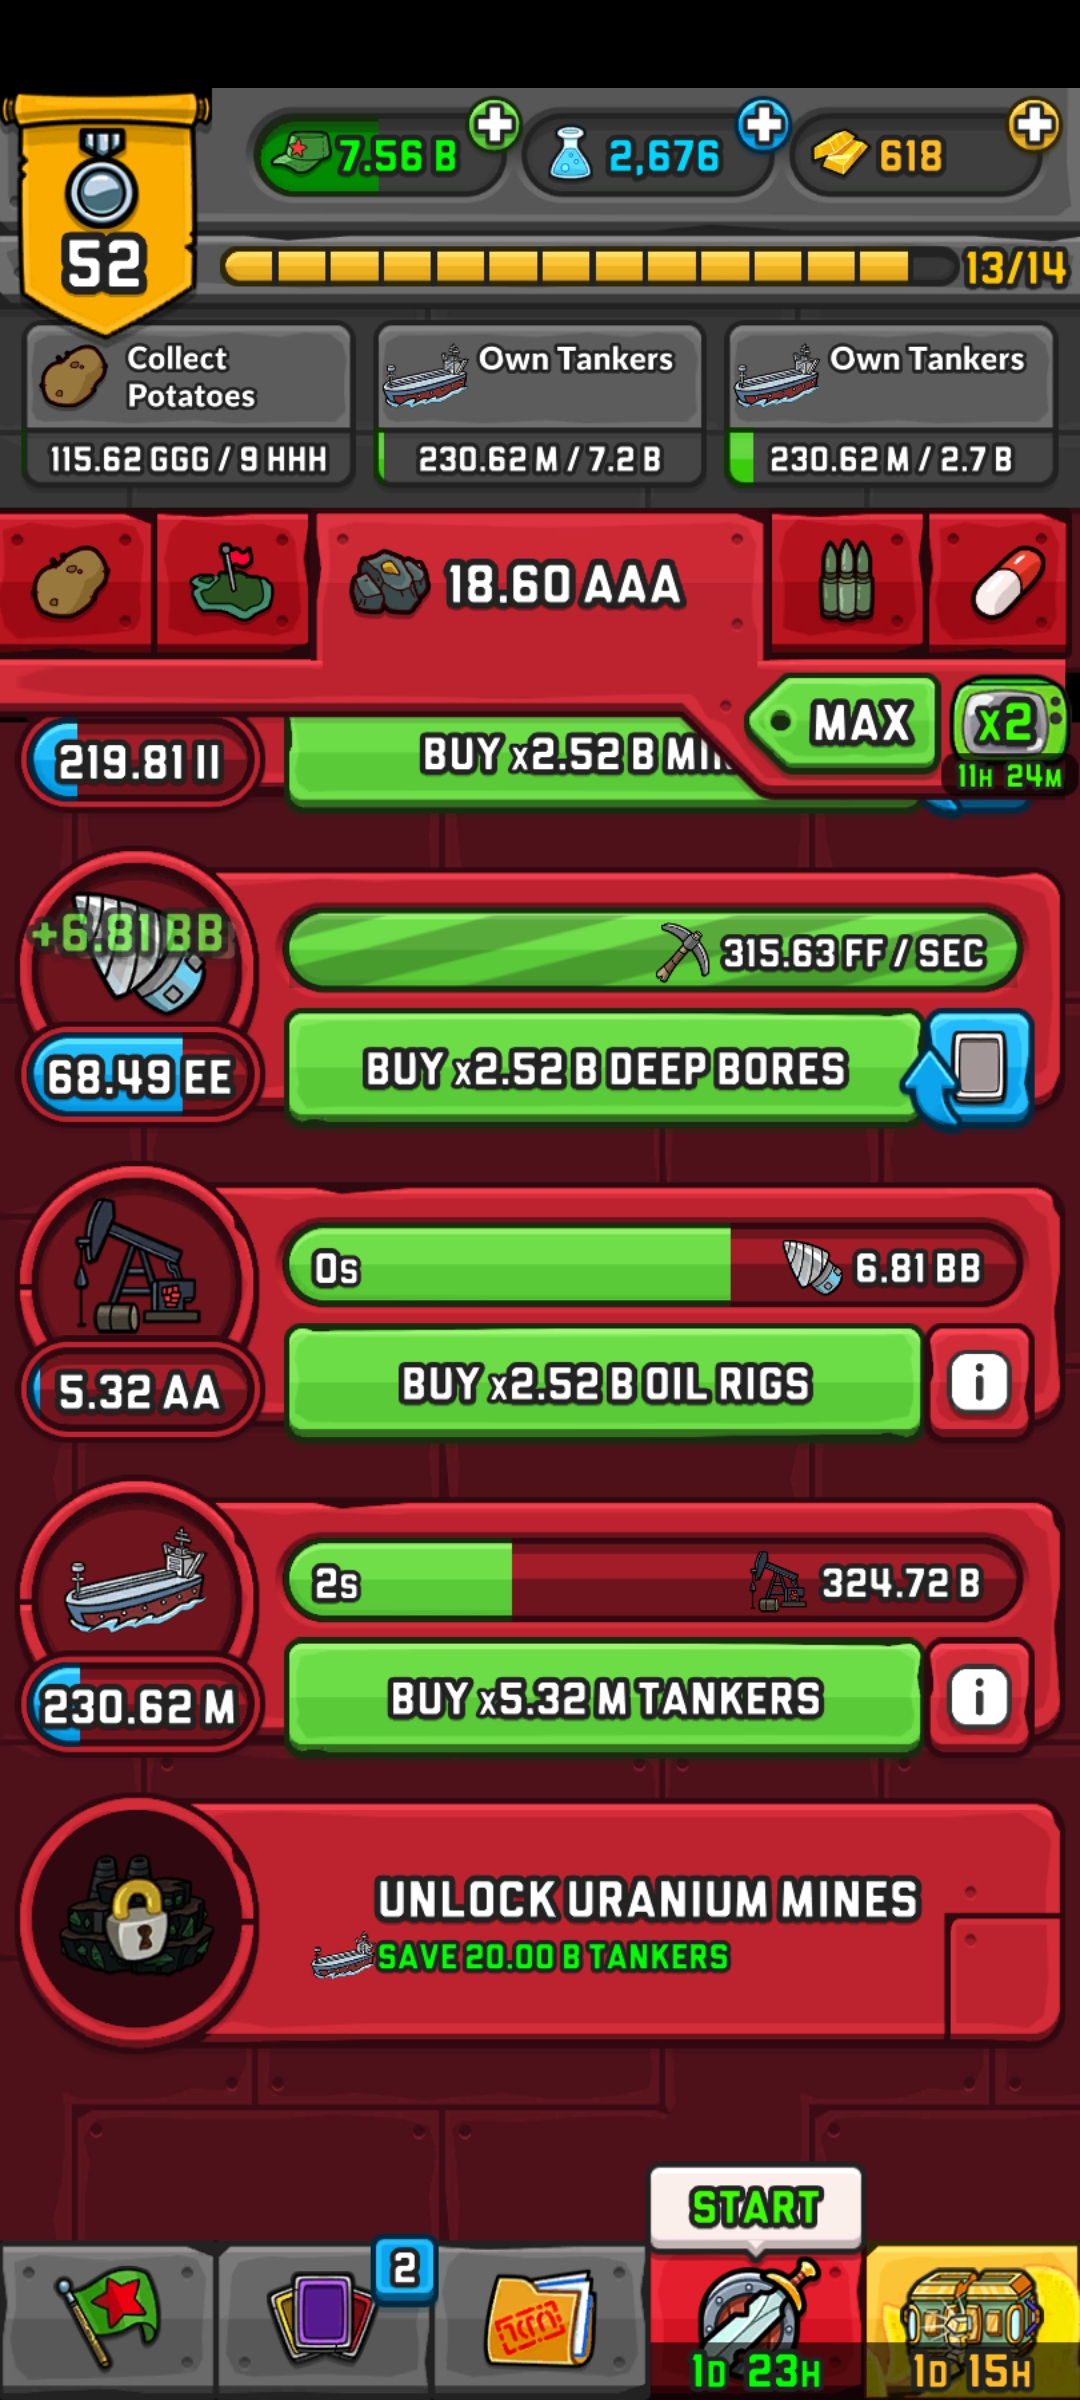 52
7.56 B
2,676
618
13/14
Collect
Potatoes
115.62 GGG / 9 HHH
Own Tankers
230.62 M / 7.2 B
Own Tankers
230.62 M / 2.7 B
18.60 AAA
MAX
x2
11H 24M
219.81 II
BUY x2.52 B
+6.81 BB
315.63 FF / SEC
68.49 EE
BUY x2.52 B DEEP BORES
0s
6.81 BB
5.32 AA
BUY x2.52 B OIL RIGS
i
2s
324.72 B
230.62 M
BUY x5.32 M TANKERS
i
UNLOCK URANIUM MINES
SAVE 20.00 B TANKERS
START
2
1D 23H
1D 15H